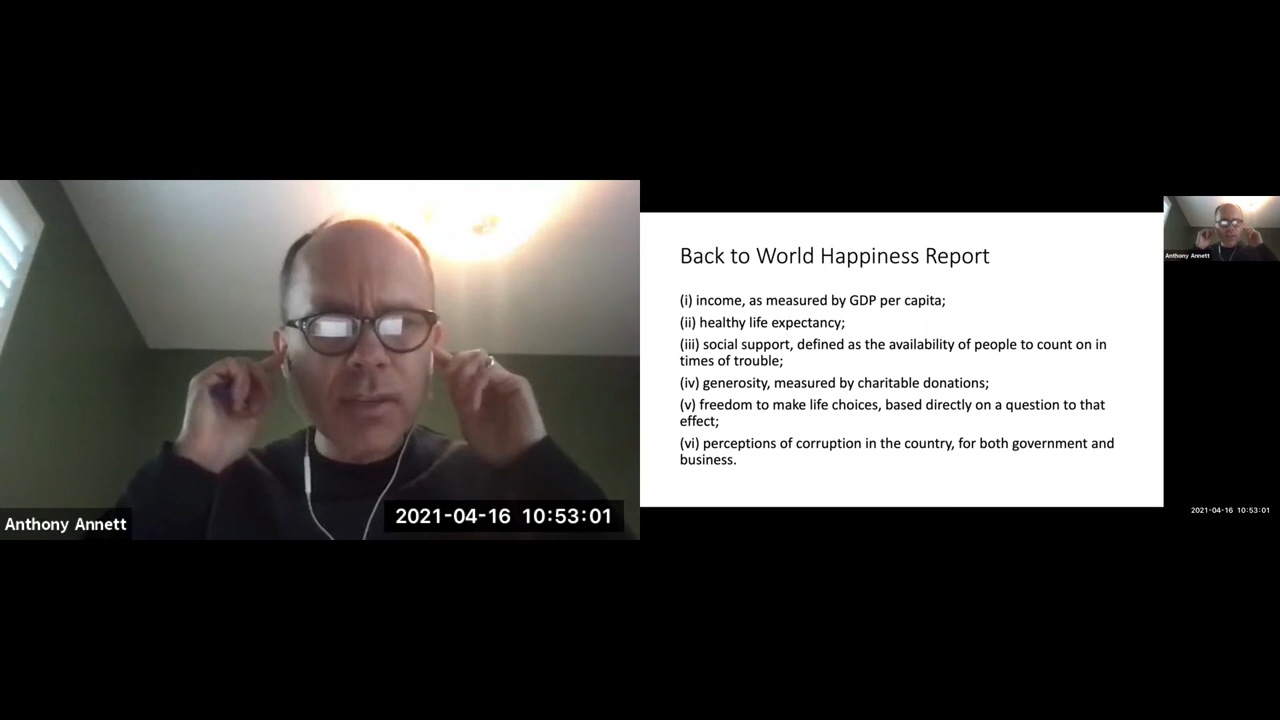 Anthony Annett
2021-04-16 10:53:01
Back to World Happiness Report
(i) income, as measured by GDP per capita;
(ii) healthy life expectancy;
(iii) social support, defined as the availability of people to count on in
times of trouble;
(iv) generosity, measured by charitable donations;
(v) freedom to make life choices, based directly on a question to that
effect;
(vi) perceptions of corruption in the country, for both government and
business.
Anthony Annett
2021-04-16 10:53:01